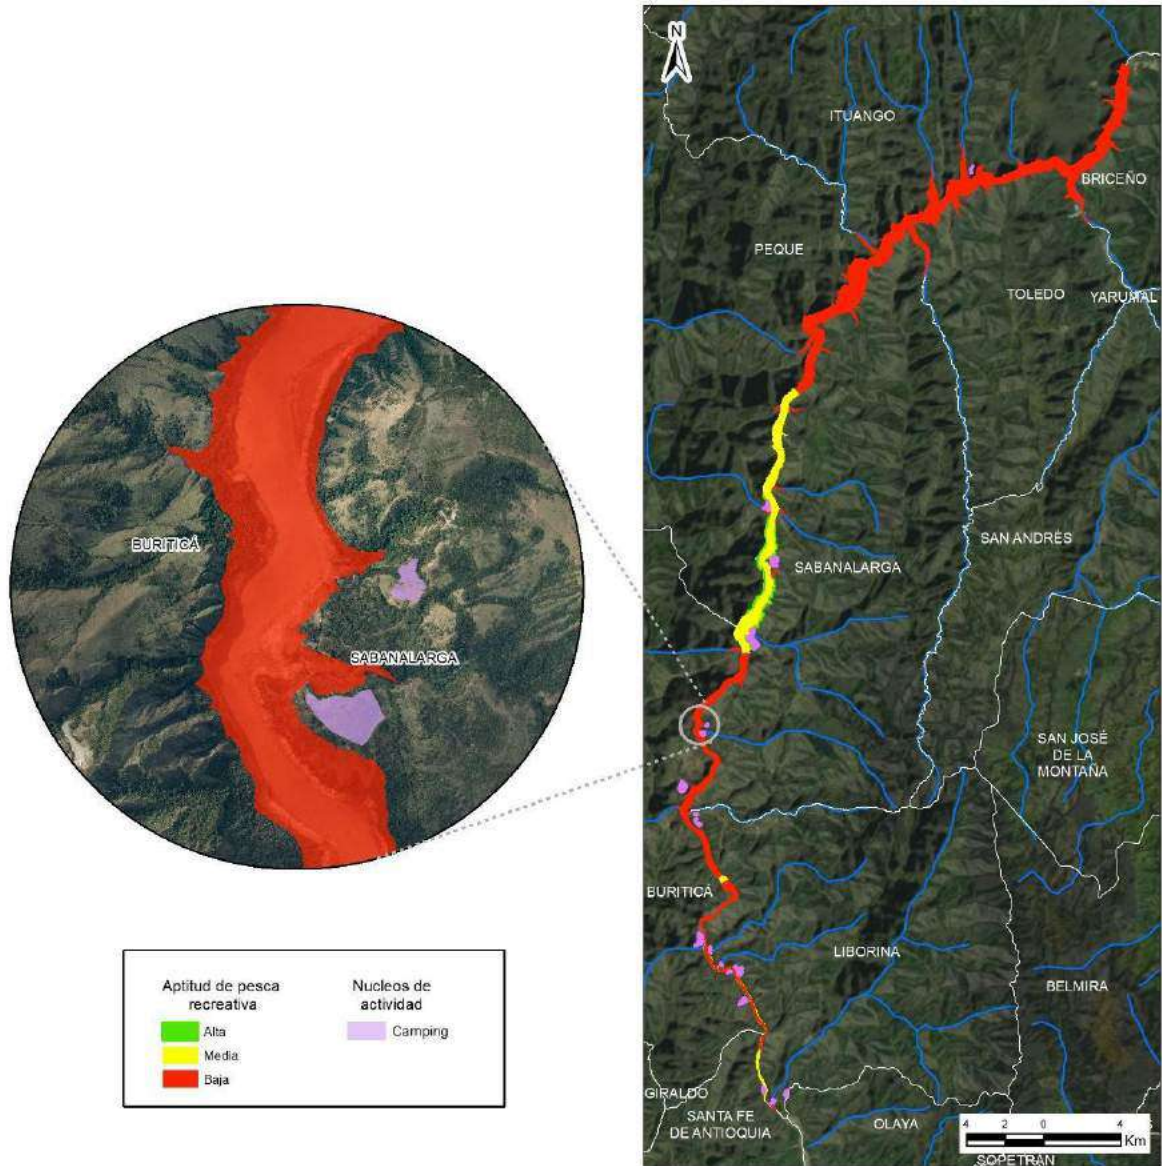 N
ITUANGO
BRICEÑO
PEQUE
TOLEDO
YARUMAL
BURITICÁ
SABANALARGA
SAN ANDRÉS
SABANALARGA
SAN JOSÉ
DE LA
MONTAÑA
BURITICÁ
LIBORINA
BELMIRA
GIRALDO
SANTA FE
DE ANTIOQUIA
OLAYA
SOPETRÁN
4 2 0 4
Km
Aptitud de pesca
recreativa
Alta
Media
Baja
Nucleos de
actividad
Camping